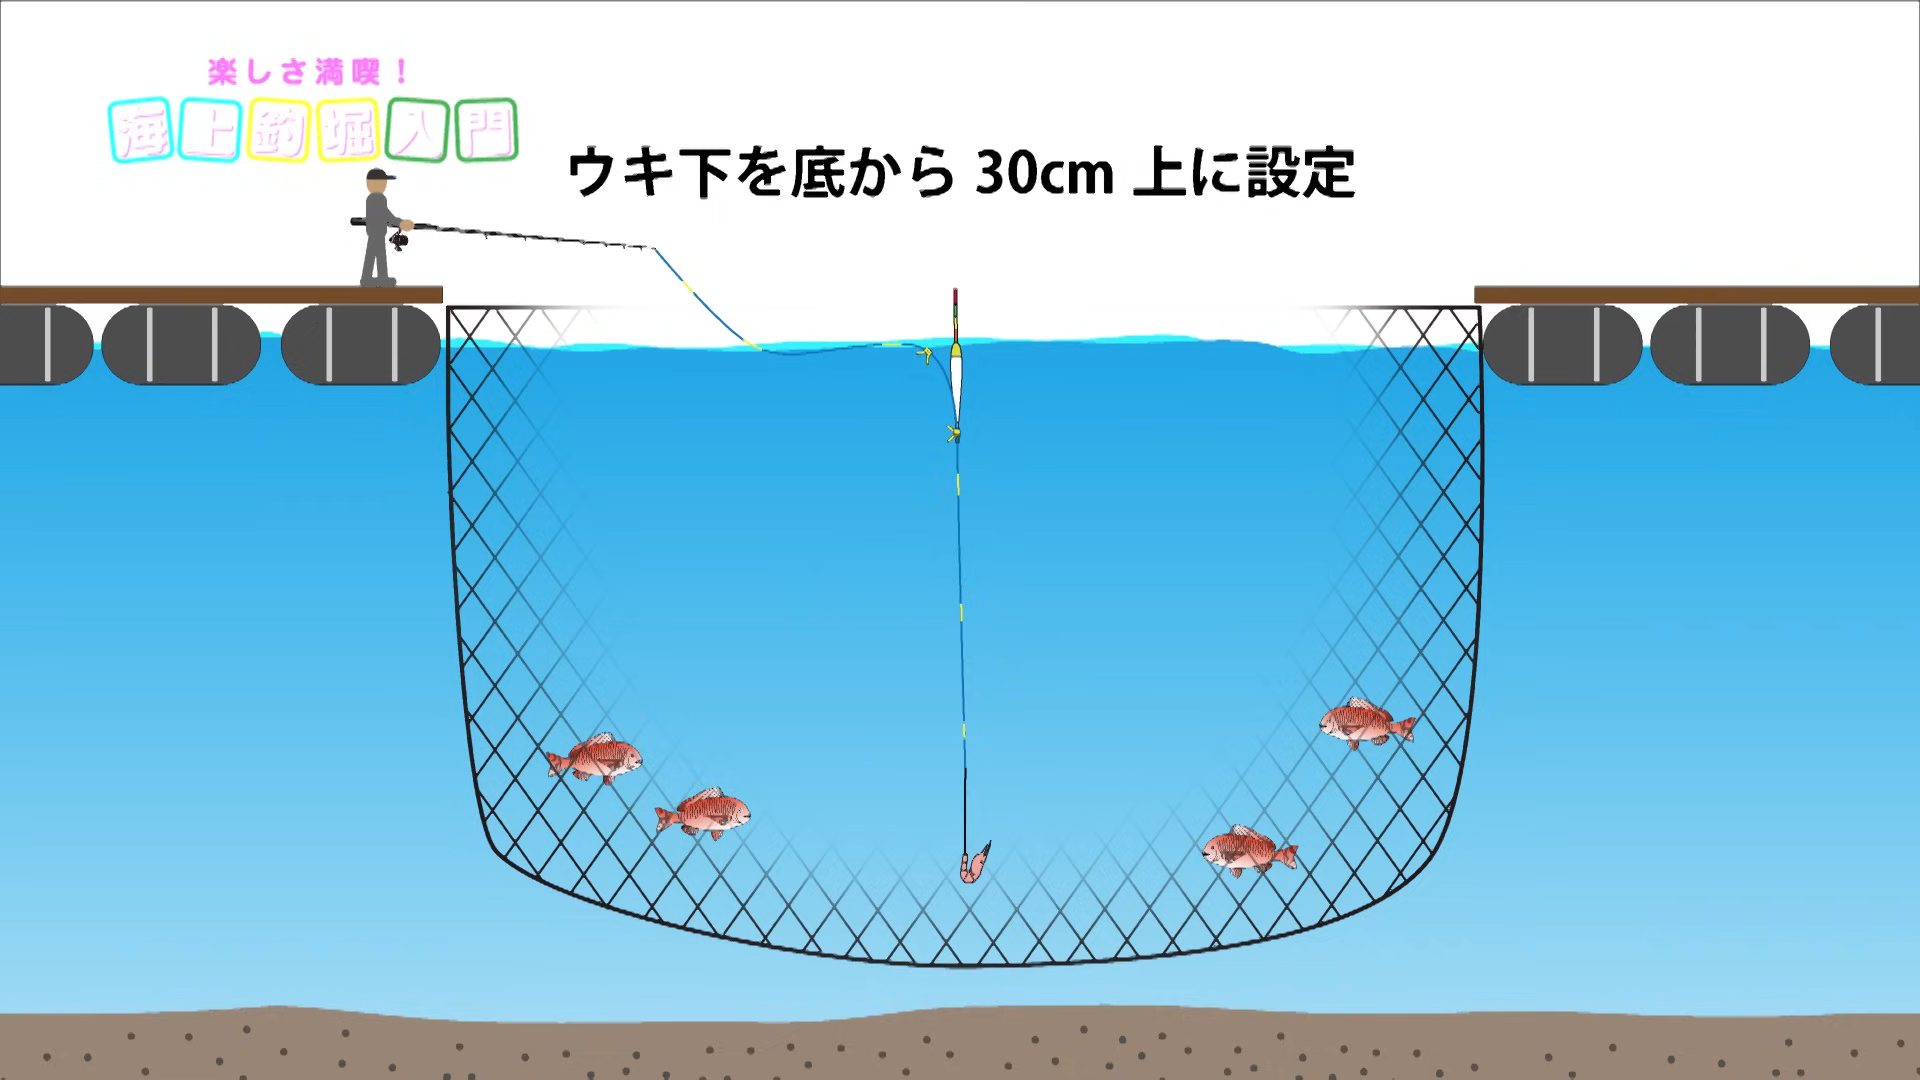 楽しさ満喫！
海上釣堀入門
ウキ下を底から 30cm 上に設定